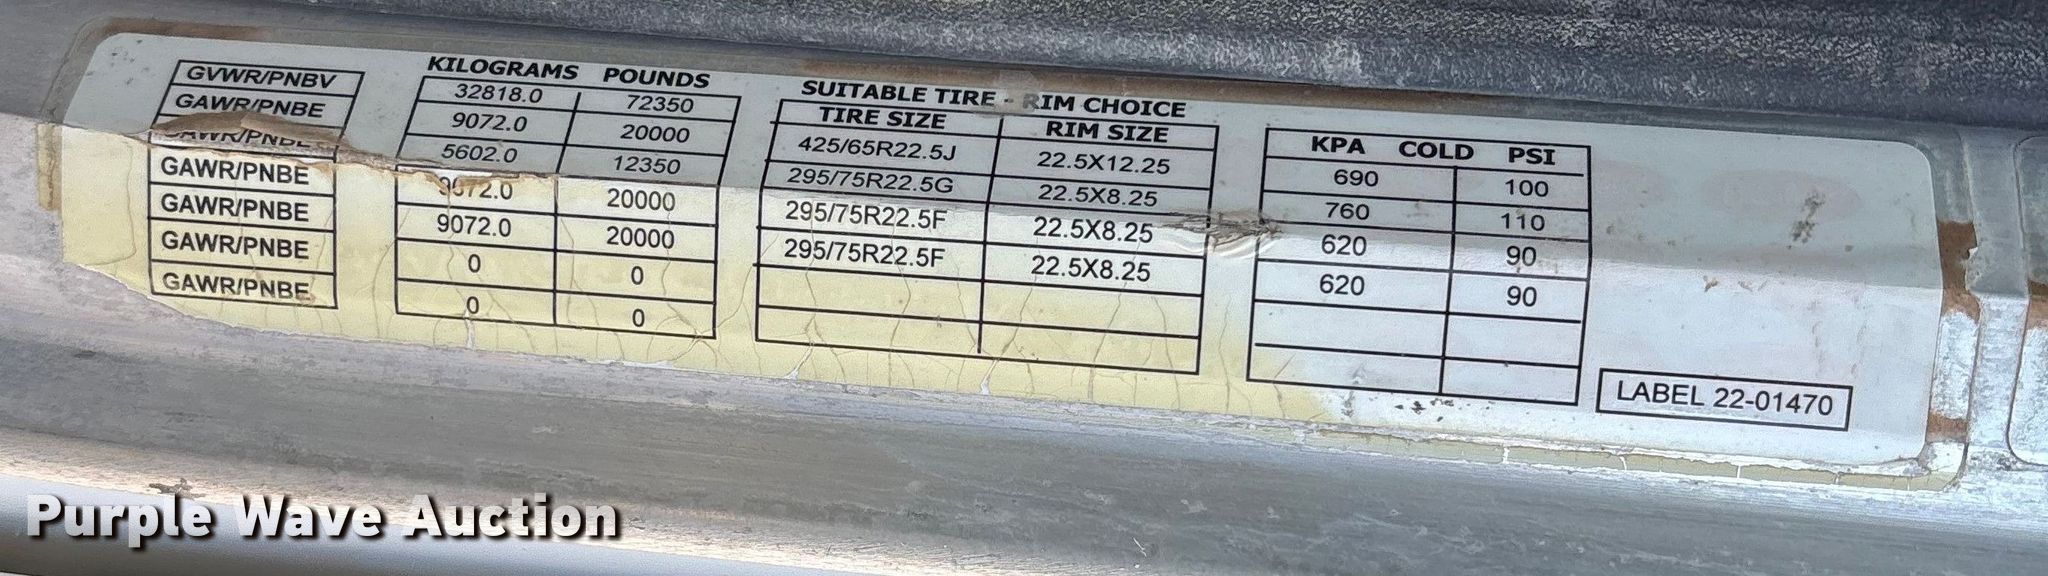 KILOGRAMS POUNDS
GVWR/PNBV 32818.0 72350
GAWR/PNBE 9072.0 20000
GAWR/PNBE 5602.0 12350
GAWR/PNBE 9072.0 20000
GAWR/PNBE 9072.0 20000
GAWR/PNBE 0 0
GAWR/PNBE 0 0
SUITABLE TIRE - RIM CHOICE
TIRE SIZE RIM SIZE
425/65R22.5J 22.5X12.25
295/75R22.5G 22.5X8.25
295/75R22.5F 22.5X8.25
295/75R22.5F 22.5X8.25
KPA COLD PSI
690 100
760 110
620 90
620 90
LABEL 22-01470
Purple Wave Auction